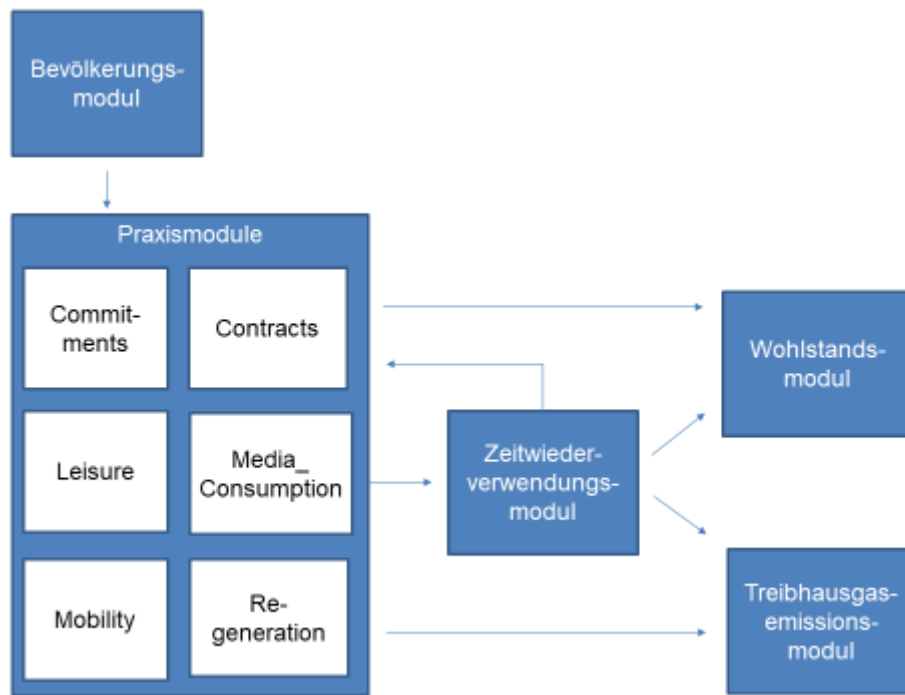 Bevölkerungs-
modul
Praxismodule
Commit-
ments
Contracts
Leisure
Media_
Consumption
Mobility
Re-
generation
Zeitwieder-
verwendungs-
modul
Wohlstands-
modul
Treibhausgas-
emissions-
modul